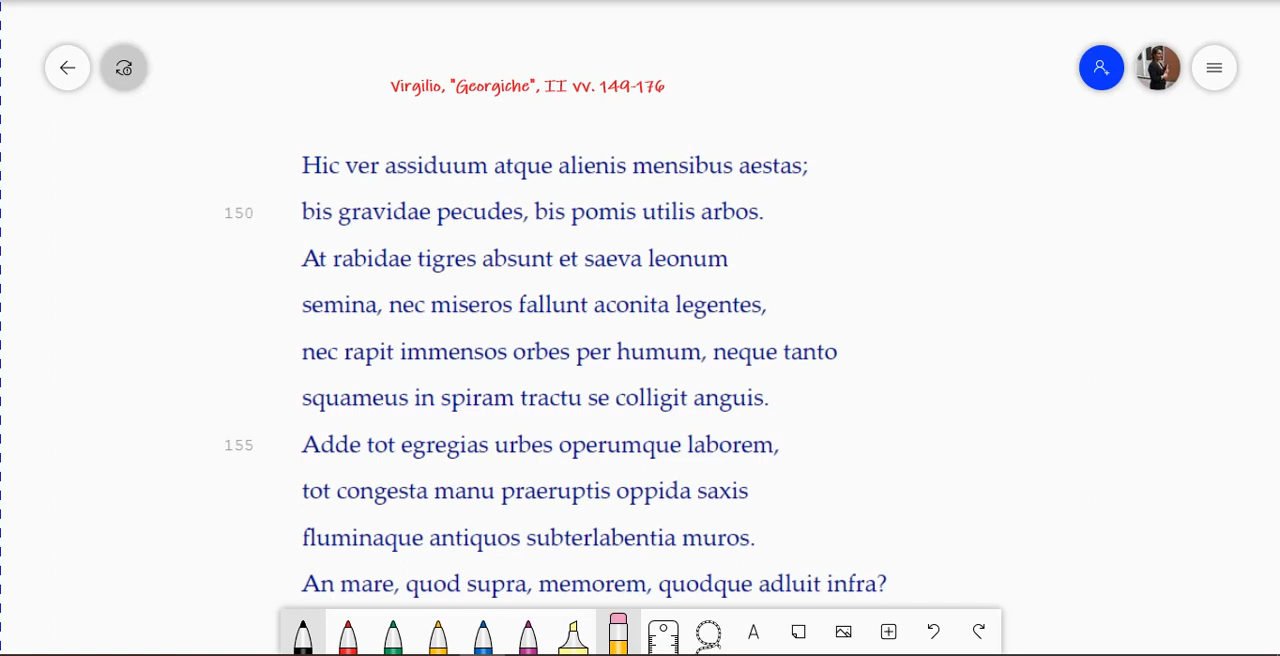 Virgilio, "Georgiche", II vv. 149-176
Hic ver assiduum atque alienis mensibus aestas;
150 bis gravidae pecudes, bis pomis utilis arbos.
At rabidae tigres absunt et saeva leonum
semina, nec miseros fallunt aconita legentes,
nec rapit immensos orbes per humum, neque tanto
squameus in spiram tractu se colligit anguis.
155 Adde tot egregias urbes operumque laborem,
tot congesta manu praeruptis oppida saxis
fluminaque antiquos subterlabentia muros.
An mare, quod supra, memorem, quodque adluit infra?
A